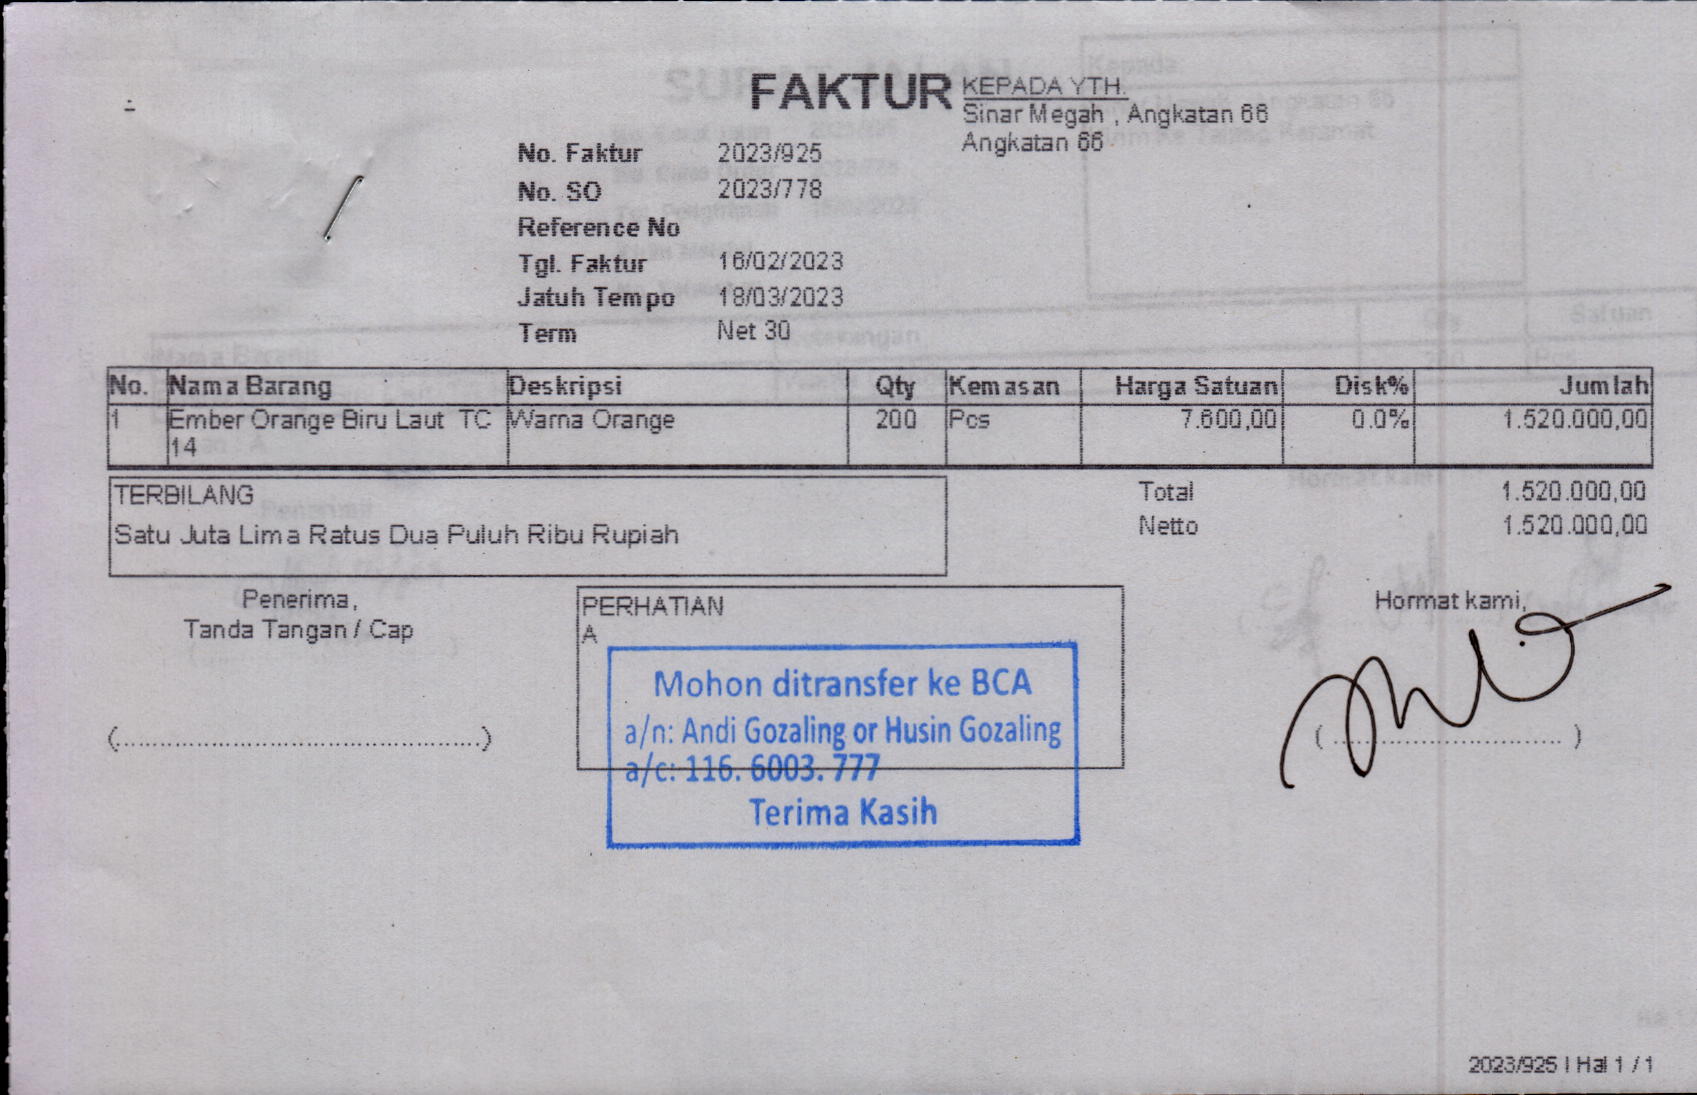 FAKTUR
KEPADA YTH.
Sinar Megah , Angkatan 66
Angkatan 66
No. Faktur 2023/925
No. SO 2023/778
Reference No
Tgl. Faktur 16/02/2023
Jatuh Tempo 18/03/2023
Term Net 30
No. Nama Barang Deskripsi Qty Kemasan Harga Satuan Disk% Jumlah
1 Ember Orange Biru Laut TC Warna Orange 200 Pcs 7.600,00 0.0% 1.520.000,00
14
TERBILANG
Satu Juta Lima Ratus Dua Puluh Ribu Rupiah
Total 1.520.000,00
Netto 1.520.000,00
Penerima,
Tanda Tangan / Cap
(................................................)
PERHATIAN
A
Mohon ditransfer ke BCA
a/n: Andi Gozaling or Husin Gozaling
a/c: 116. 6003. 777
Terima Kasih
Hormat kami,
( .............................. )
2023/925 | Hal 1 / 1